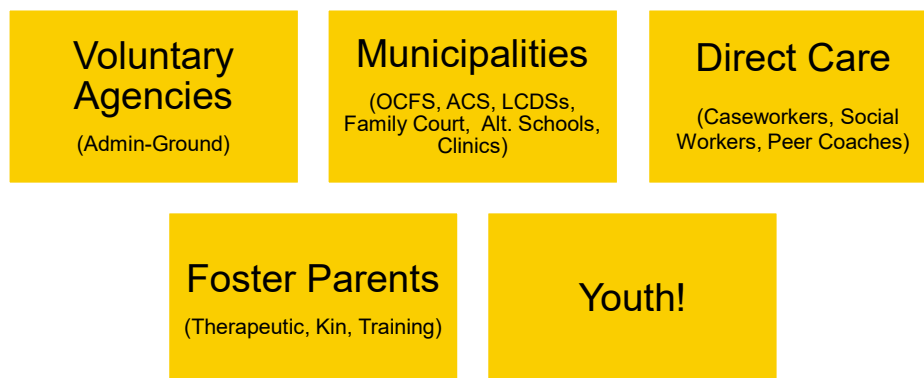 Voluntary
Agencies
(Admin-Ground)
Municipalities
(OCFS, ACS, LCDSs,
Family Court, Alt. Schools,
Clinics)
Direct Care
(Caseworkers, Social
Workers, Peer Coaches)
Foster Parents
(Therapeutic, Kin, Training)
Youth!